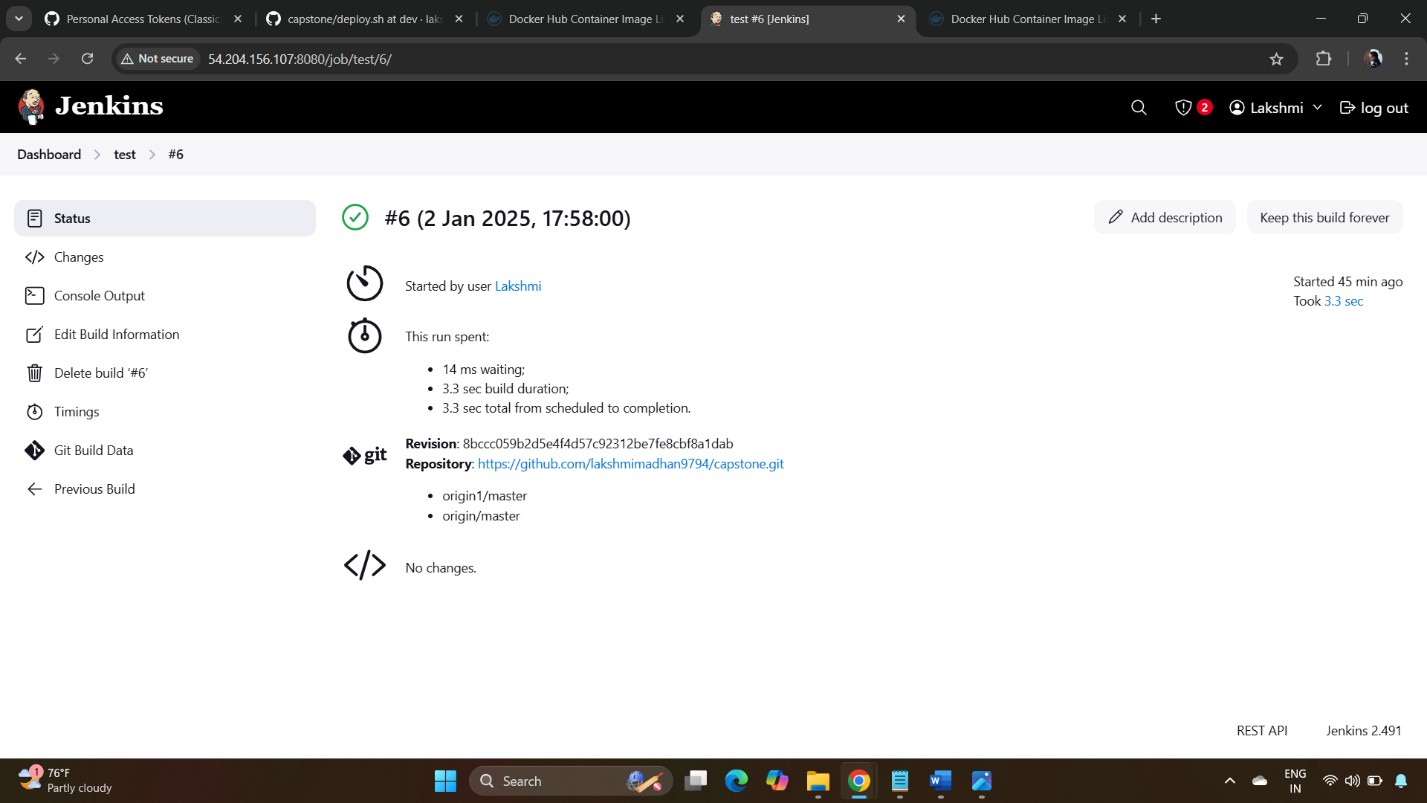 Personal Access Tokens (Classic
capstone/deploy.sh at dev · laks
Docker Hub Container Image Li
test #6 [Jenkins]
Docker Hub Container Image Li
Not secure
54.204.156.107:8080/job/test/6/
Jenkins
2
Lakshmi
log out
Dashboard
test
#6
Status
Changes
Console Output
Edit Build Information
Delete build ‘#6’
Timings
Git Build Data
Previous Build
#6 (2 Jan 2025, 17:58:00)
Add description
Keep this build forever
Started by user Lakshmi
Started 45 min ago
Took 3.3 sec
This run spent:
14 ms waiting;
3.3 sec build duration;
3.3 sec total from scheduled to completion.
git
Revision: 8bccc059b2d5e4f4d57c92312be7fe8cbf8a1dab
Repository: https://github.com/lakshmimadhan9794/capstone.git
origin1/master
origin/master
No changes.
REST API
Jenkins 2.491
1
76°F
Partly cloudy
Search
ENG
IN